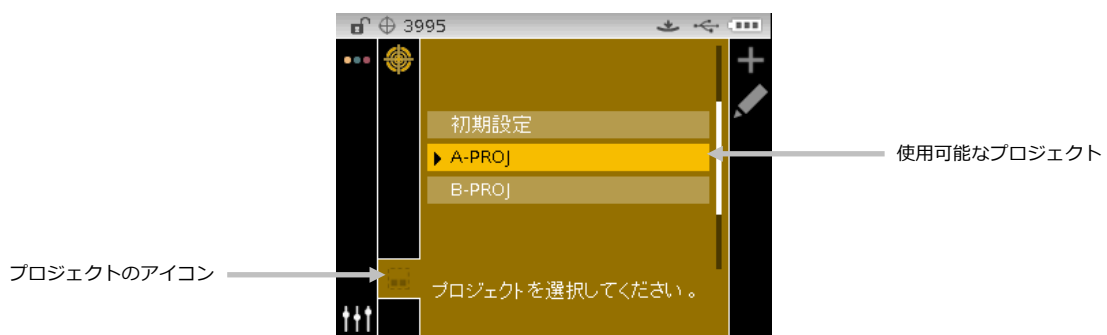 3995
初期設定
A-PROJ
使用可能なプロジェクト
B-PROJ
プロジェクトのアイコン
プロジェクトを選択してください。